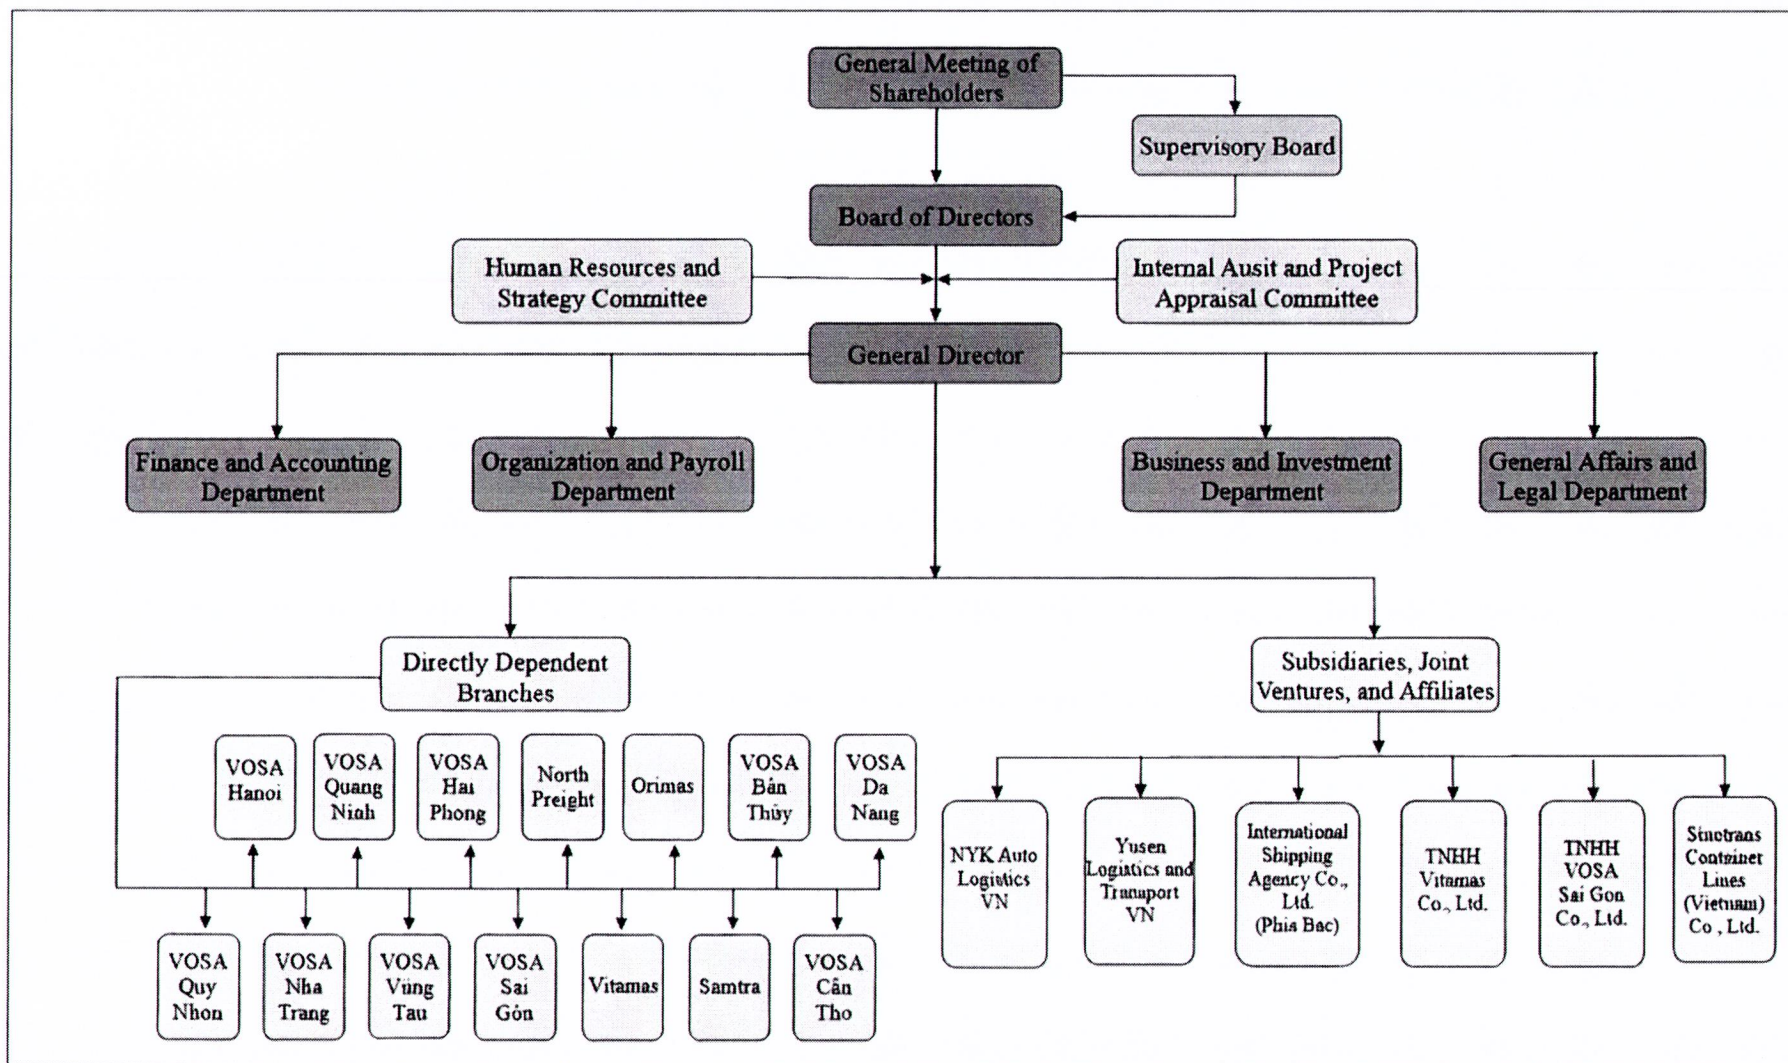 General Meeting of
Shareholders
Supervisory Board
Board of Directors
Human Resources and
Strategy Committee
Internal Ausit and Project
Appraisal Committee
General Director
Finance and Accounting
Department
Organization and Payroll
Department
Business and Investment
Department
General Affairs and
Legal Department
Directly Dependent
Branches
Subsidiaries, Joint
Ventures, and Affiliates
VOSA
Hanoi
VOSA
Quang
Ninh
VOSA
Hai
Phong
North
Preight
Orimas
VOSA
Bến
Thủy
VOSA
Da
Nang
NYK Auto
Logistics
VN
Yusen
Logistics and
Transport
VN
International
Shipping
Agency Co.,
Ltd.
(Phia Bac)
TNHH
Vitamas
Co., Ltd.
TNHH
VOSA
Sai Gon
Co., Ltd.
Sinotrans
Container
Lines
(Vietnam)
Co., Ltd.
VOSA
Quy
Nhon
VOSA
Nha
Trang
VOSA
Vũng
Tau
VOSA
Sai
Gòn
Vitamas
Samtra
VOSA
Cần
Tho